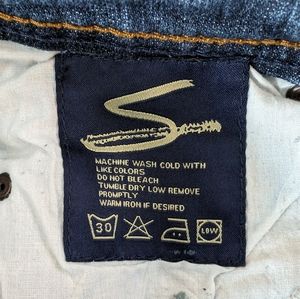 MACHINE WASH COLD WITH
LIKE COLORS
DO NOT BLEACH
TUMBLE DRY LOW REMOVE
PROMPTLY
WARM IRON IF DESIRED
30 LOW